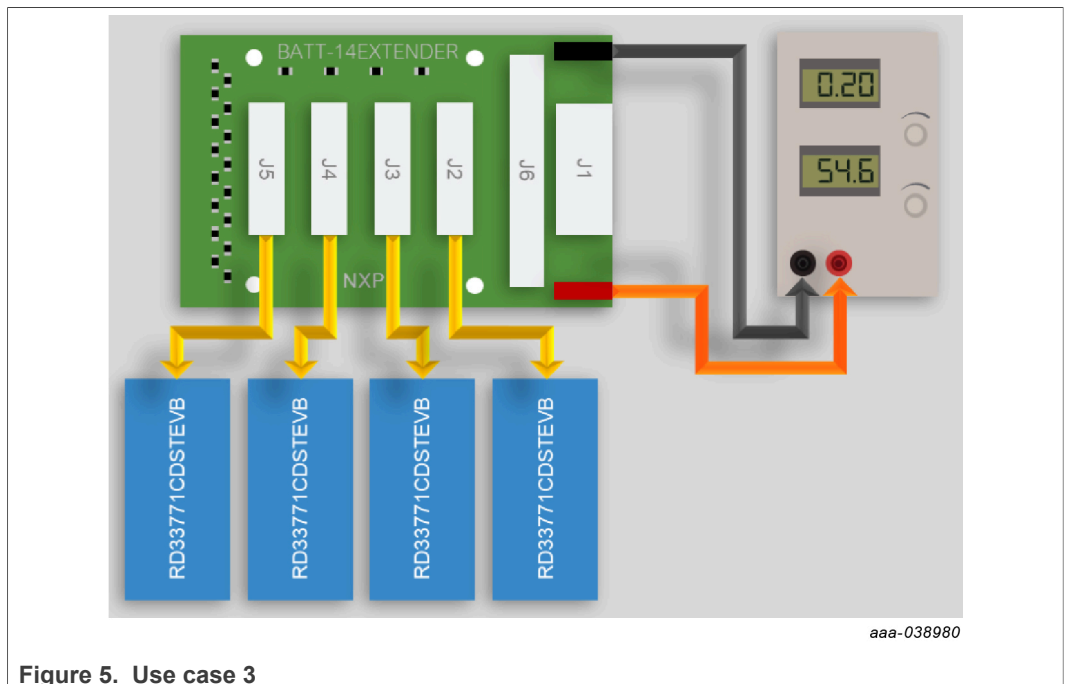 BATT-14EXTENDER
J5
J4
J3
J2
J6
J1
NXP
0.20
54.6
RD33771CDSTEVB
RD33771CDSTEVB
RD33771CDSTEVB
RD33771CDSTEVB
aaa-038980
Figure 5. Use case 3